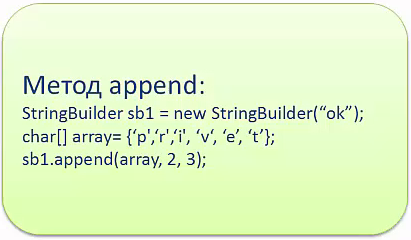 Метод append:
StringBuilder sb1 = new StringBuilder(“ok”);
char[] array= {‘p',‘r',‘i', ‘v‘, ‘e’, ‘t’};
sb1.append(array, 2, 3);